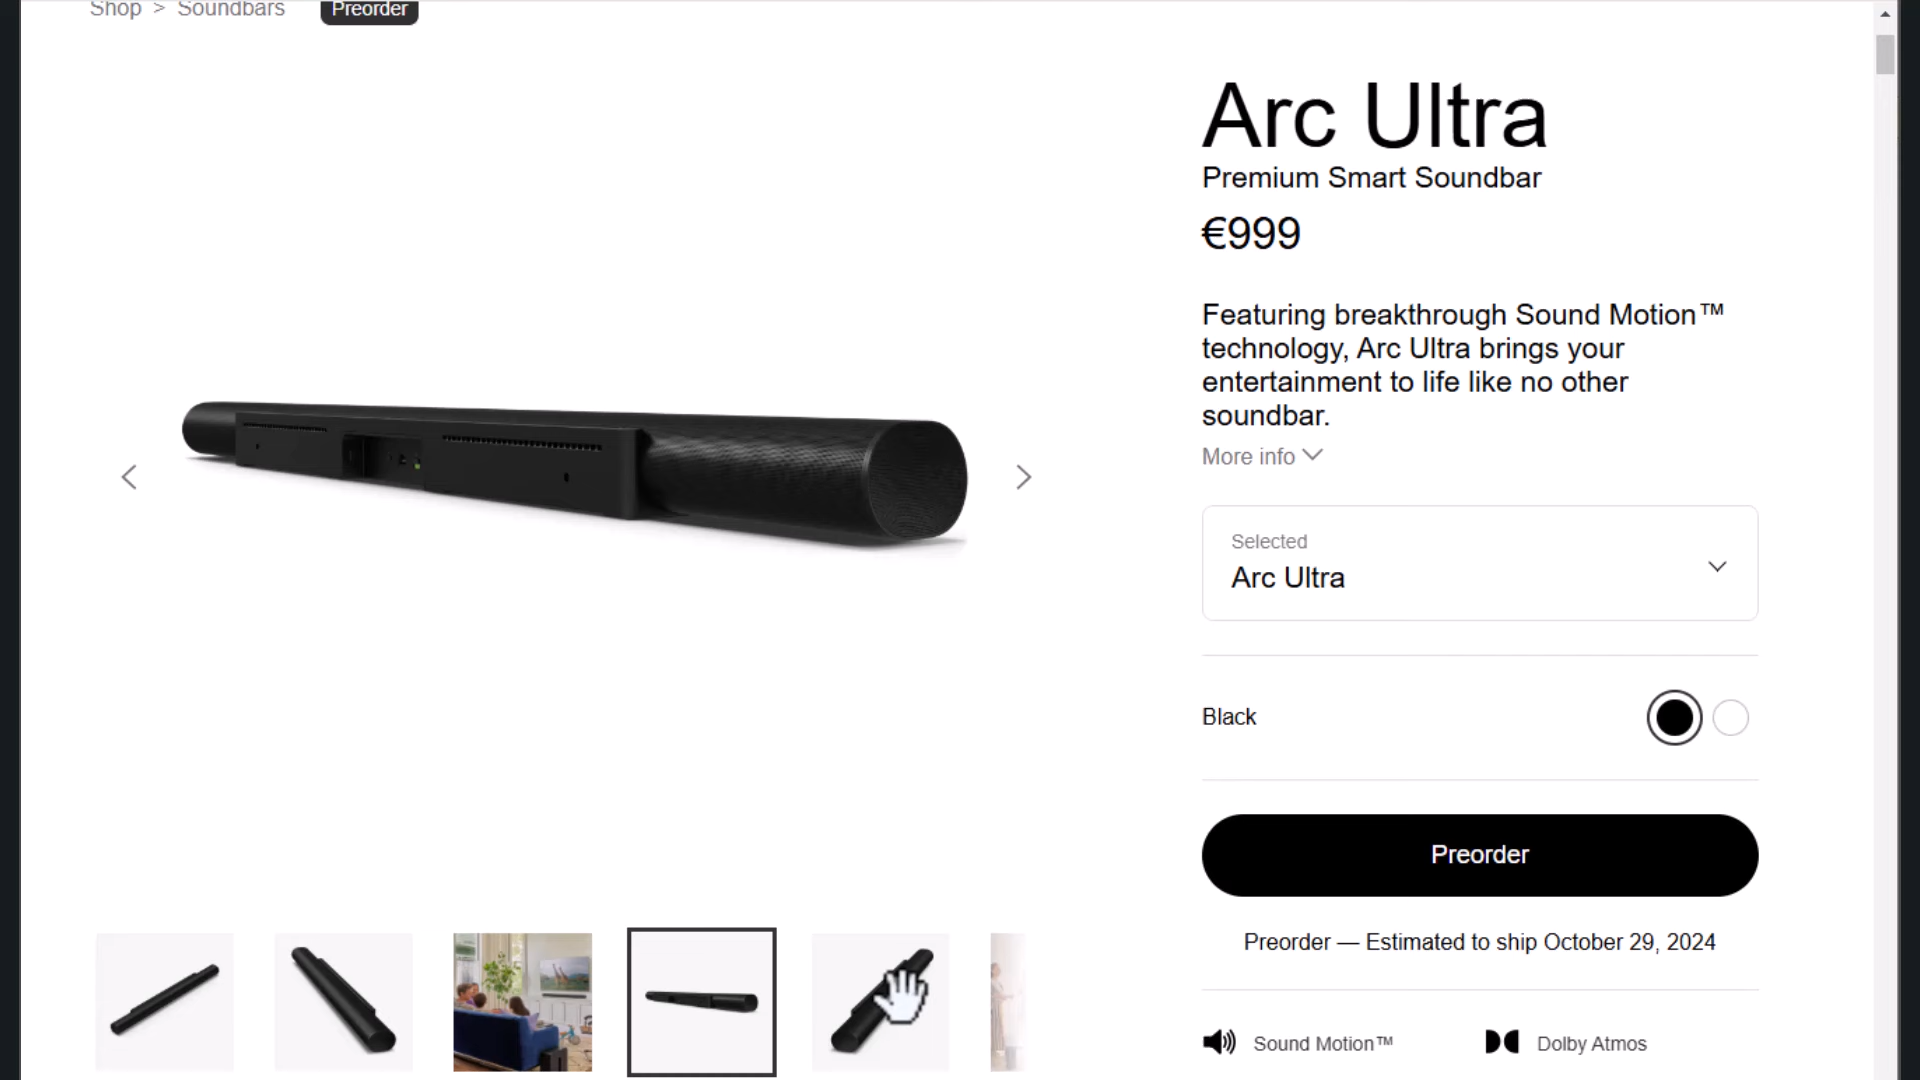 Shop > Soundbars
Preorder
Arc Ultra
Premium Smart Soundbar
€999
Featuring breakthrough Sound Motion™
technology, Arc Ultra brings your
entertainment to life like no other
soundbar.
More info
Selected
Arc Ultra
Black
Preorder
Preorder — Estimated to ship October 29, 2024
Sound Motion™
Dolby Atmos